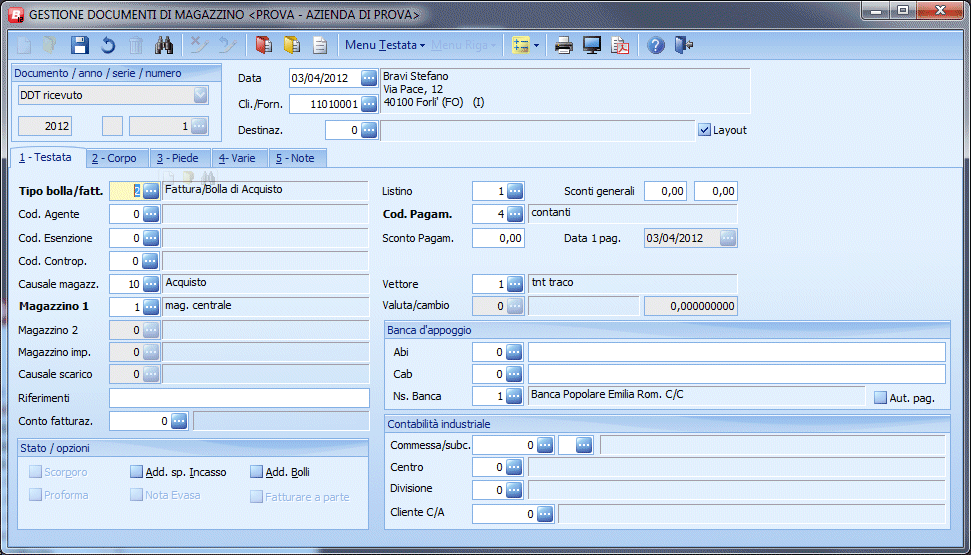 GESTIONE DOCUMENTI DI MAGAZZINO <PROVA - AZIENDA DI PROVA>
Menu Testata Menu Riga
Documento / anno / serie / numero
DDT ricevuto
2012 1
Data 03/04/2012
Cli./Forn. 11010001
Bravi Stefano
Via Pace, 12
40100 Forli' (FO) (I)
Destinaz. 0 Layout
1 - Testata 2 - Corpo 3 - Piede 4- Varie 5 - Note
Tipo bolla/fatt. 2 Fattura/Bolla di Acquisto
Cod. Agente 0
Cod. Esenzione 0
Cod. Controp. 0
Causale magazz. 10 Acquisto
Magazzino 1 1 mag. centrale
Magazzino 2 0
Magazzino imp. 0
Causale scarico 0
Riferimenti
Conto fatturaz. 0
Stato / opzioni
Scorporo Add. sp. Incasso Add. Bolli
Proforma Nota Evasa Fatturare a parte
Listino 1 Sconti generali 0,00 0,00
Cod. Pagam. 4 contanti
Sconto Pagam. 0,00 Data 1 pag. 03/04/2012
Vettore 1 tnt traco
Valuta/cambio 0 0,000000000
Banca d'appoggio
Abi 0
Cab 0
Ns. Banca 1 Banca Popolare Emilia Rom. C/C Aut. pag.
Contabilità industriale
Commessa/subc. 0
Centro 0
Divisione 0
Cliente C/A 0